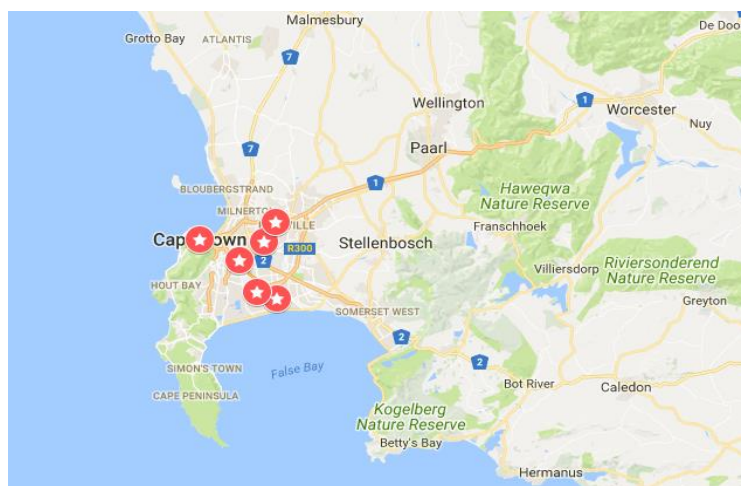 Malmesbury
De Doo
Grotto Bay
ATLANTIS
7
1
Wellington
Worcester
Nuy
Paarl
7
1
BLOUBERGSTRAND
MILNERTO
VILLE
Haweqwa
Nature Reserve
Franschhoek
Cap
town
R300
Stellenbosch
2
Villiersdorp
Riviersonderend
Nature Reserve
HOUT BAY
Greyton
SOMERSET WEST
2
2
SIMON'S TOWN
False Bay
CAPE PENINSULA
Bot River
Caledon
Kogelberg
Nature Reserve
Betty's Bay
Hermanus